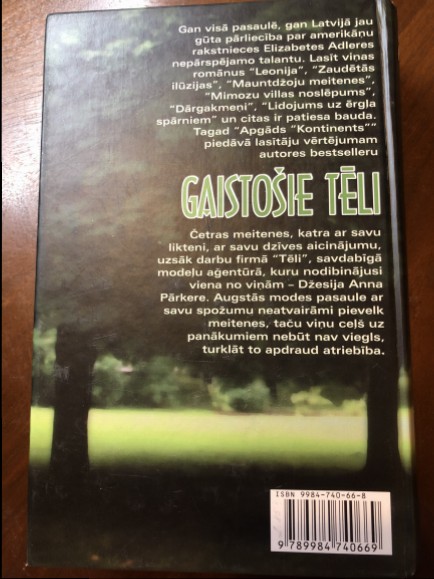 Gan visā pasaulē, gan Latvijā jau
gūta pārliecība par amerikāņu
rakstnieces Elizabetes Adleres
nepārspējamo talantu. Lasīt viņas
romānus "Leonija", "Zaudētās
ilūzijas", "Mauntdžoju meitenes",
"Mimozu villas noslēpums",
"Dārgakmeņi", "Lidojums uz ērgļa
spārniem" un citas ir patiesa bauda.
Tagad "Apgāds "Kontinents""
piedāvā lasītāju vērtējumam
autores bestselleru
GAISTOŠIE TĒLI
Četras meitenes, katra ar savu
likteni, ar savu dzīves aicinājumu,
uzsāk darbu firmā "Tēli", savdabīgā
modeļu aģentūrā, kuru nodibinājusi
viena no viņām – Džesija Anna
Pārkere. Augstās modes pasaule ar
savu spožumu neatvairāmi pievelk
meitenes, taču viņu ceļš uz
panākumiem nebūt nav viegls,
turklāt to apdraud atriebība.
ISBN 9984-740-66-8
9 789984 740669